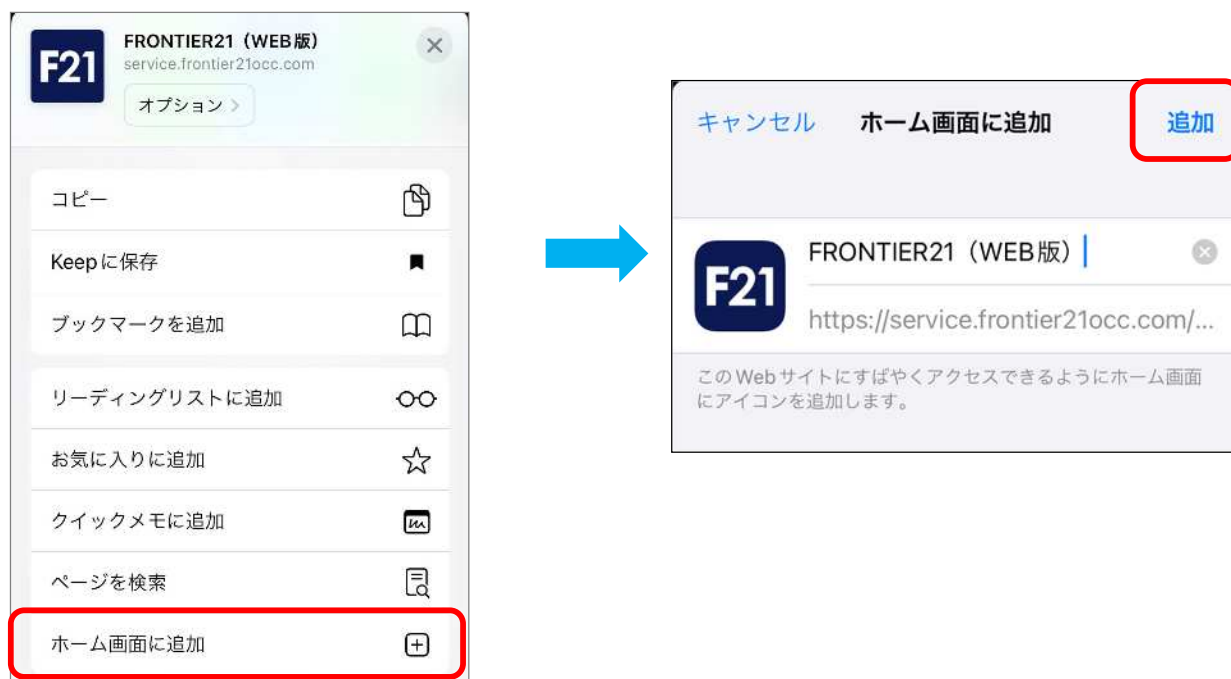 F21
FRONTIER21（WEB版）
service.frontier21occ.com
オプション
コピー
Keepに保存
ブックマークを追加
リーディングリストに追加
お気に入りに追加
クイックメモに追加
ページを検索
ホーム画面に追加
キャンセル ホーム画面に追加 追加
F21
FRONTIER21（WEB版）
https://service.frontier21occ.com/...
このWebサイトにすばやくアクセスできるようにホーム画面
にアイコンを追加します。